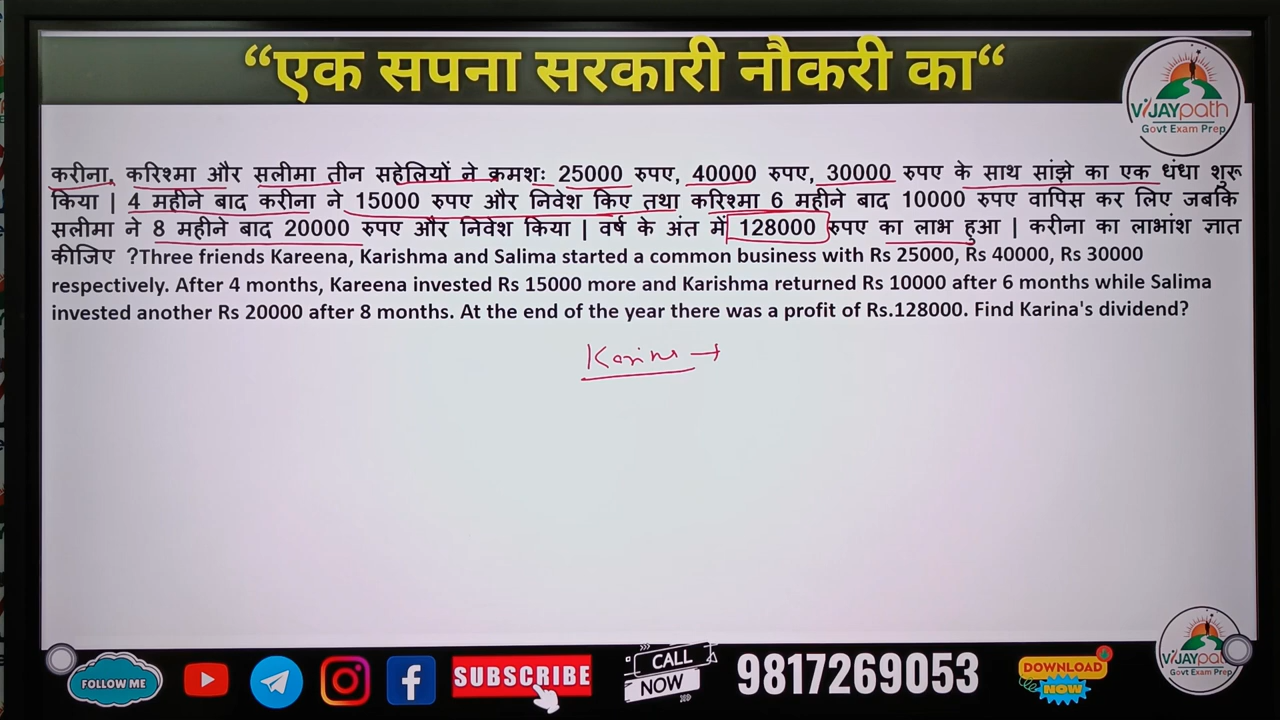 “एक सपना सरकारी नौकरी का“
VIJAYpath
Govt Exam Prep
करीना, करिश्मा और सलीमा तीन सहेलियों ने क्रमशः 25000 रुपए, 40000 रुपए, 30000 रुपए के साथ सांझे का एक धंधा शुरू
किया | 4 महीने बाद करीना ने 15000 रुपए और निवेश किए तथा करिश्मा 6 महीने बाद 10000 रुपए वापिस कर लिए जबकि
सलीमा ने 8 महीने बाद 20000 रुपए और निवेश किया | वर्ष के अंत में 128000 रुपए का लाभ हुआ | करीना का लाभांश ज्ञात
कीजिए ?Three friends Kareena, Karishma and Salima started a common business with Rs 25000, Rs 40000, Rs 30000
respectively. After 4 months, Kareena invested Rs 15000 more and Karishma returned Rs 10000 after 6 months while Salima
invested another Rs 20000 after 8 months. At the end of the year there was a profit of Rs.128000. Find Karina's dividend?
Karina →
FOLLOW ME
SUBSCRIBE
CALL
NOW
9817269053
DOWNLOAD
NOW
VIJAYpath
Govt Exam Prep